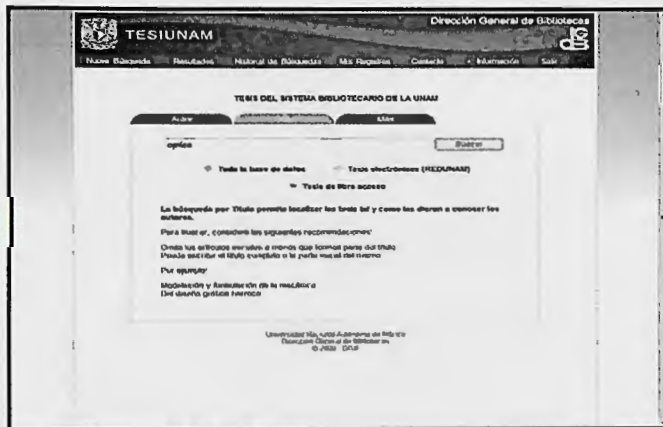 Dirección General de Bibliotecas
TESIUNAM
Nueva Búsqueda Resultados Historial de Búsquedas Mis Registros Contacto Información Salir
TESIS DEL SISTEMA BIBLIOTECARIO DE LA UNAM
Autor
optica Buscar
Toda la base de datos Tesis electrónicas (REDUNAM)
Tesis de libre acceso
La búsqueda por Título permite localizar las tesis tal y como las dieron a conocer los
autores.
Para buscar, considere las siguientes recomendaciones:
Omita los artículos iniciales a menos que formen parte del título
Puede escribir el título completo o la parte inicial del mismo
Por ejemplo:
Modelación y formulación de la mecánica
Del diseño gráfico
Universidad Nacional Autónoma de México
Dirección General de Bibliotecas